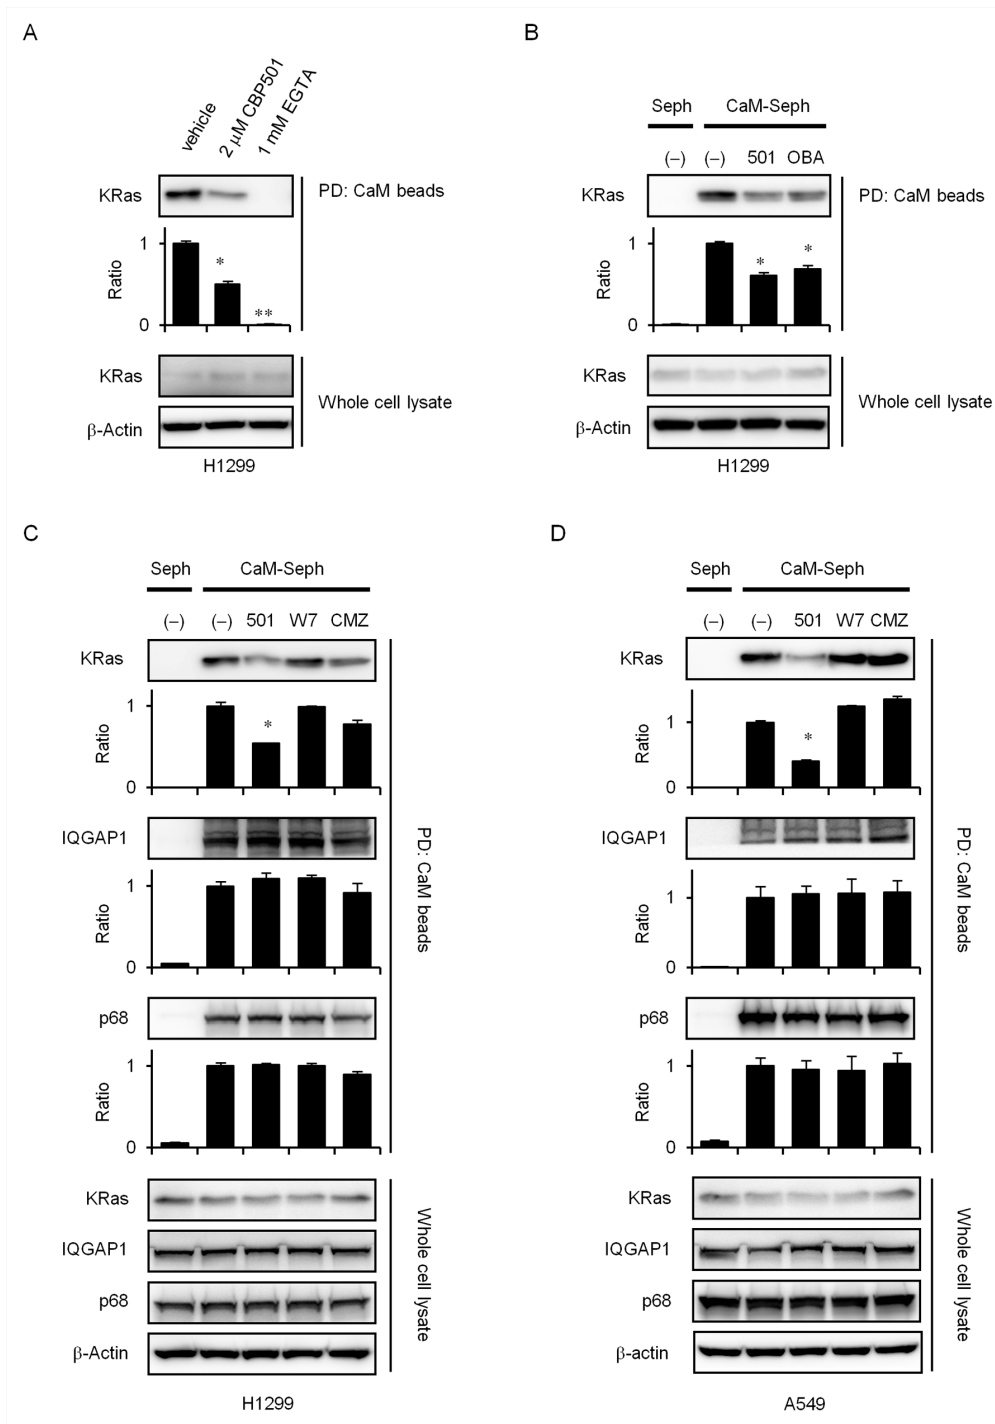 A
vehicle
2 μM CBP501
1 mM EGTA
KRas
PD: CaM beads
1
Ratio
*
**
0
KRas
Whole cell lysate
β-Actin
H1299
B
Seph
CaM-Seph
(–) (–) 501 OBA
KRas
PD: CaM beads
1
Ratio
* *
0
KRas
Whole cell lysate
β-Actin
H1299
C
Seph
CaM-Seph
(–) (–) 501 W7 CMZ
KRas
1
Ratio
*
0
IQGAP1
1
Ratio
0
PD: CaM beads
p68
1
Ratio
0
KRas
IQGAP1
p68
β-Actin
Whole cell lysate
H1299
D
Seph
CaM-Seph
(–) (–) 501 W7 CMZ
KRas
1
Ratio
*
0
IQGAP1
1
Ratio
0
PD: CaM beads
p68
1
Ratio
0
KRas
IQGAP1
p68
β-actin
Whole cell lysate
A549